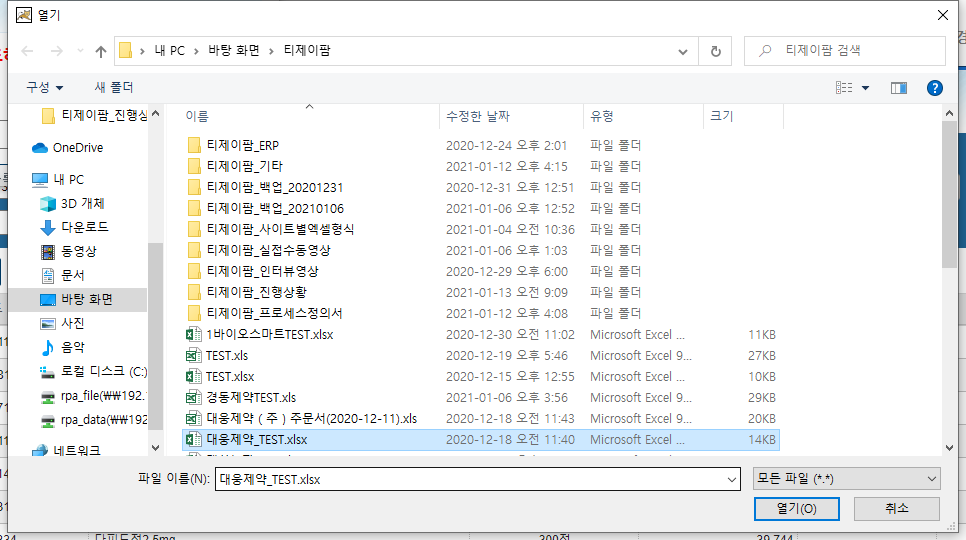 열기
내 PC > 바탕 화면 > 티제이팜
티제이팜 검색
구성 새 폴더
이름 수정한 날짜 유형 크기
티제이팜_진행상
OneDrive
내 PC
3D 개체
다운로드
동영상
문서
바탕 화면
사진
음악
로컬 디스크 (C:)
rpa_file(₩₩192.1
rpa_data(₩₩192
네트워크
티제이팜_ERP 2020-12-24 오후 2:01 파일 폴더
티제이팜_기타 2021-01-12 오후 4:15 파일 폴더
티제이팜_백업_20201231 2020-12-31 오후 12:51 파일 폴더
티제이팜_백업_20210106 2021-01-06 오후 12:52 파일 폴더
티제이팜_사이트별엑셀형식 2021-01-04 오전 10:36 파일 폴더
티제이팜_실접수동영상 2021-01-06 오후 1:03 파일 폴더
티제이팜_인터뷰영상 2020-12-29 오후 6:00 파일 폴더
티제이팜_진행상황 2021-01-13 오전 9:09 파일 폴더
티제이팜_프로세스정의서 2021-01-12 오후 4:08 파일 폴더
1바이오스마트TEST.xlsx 2020-12-30 오전 11:02 Microsoft Excel ... 11KB
TEST.xls 2020-12-19 오후 5:46 Microsoft Excel 9... 27KB
TEST.xlsx 2020-12-15 오후 12:55 Microsoft Excel ... 10KB
경동제약TEST.xls 2021-01-06 오후 3:56 Microsoft Excel 9... 29KB
대웅제약 ( 주 ) 주문서(2020-12-11).xls 2020-12-18 오전 11:43 Microsoft Excel 9... 20KB
대웅제약_TEST.xlsx 2020-12-18 오전 11:40 Microsoft Excel ... 14KB
파일 이름(N): 대웅제약_TEST.xlsx 모든 파일 (*.*)
열기(O) 취소
300정 39,744